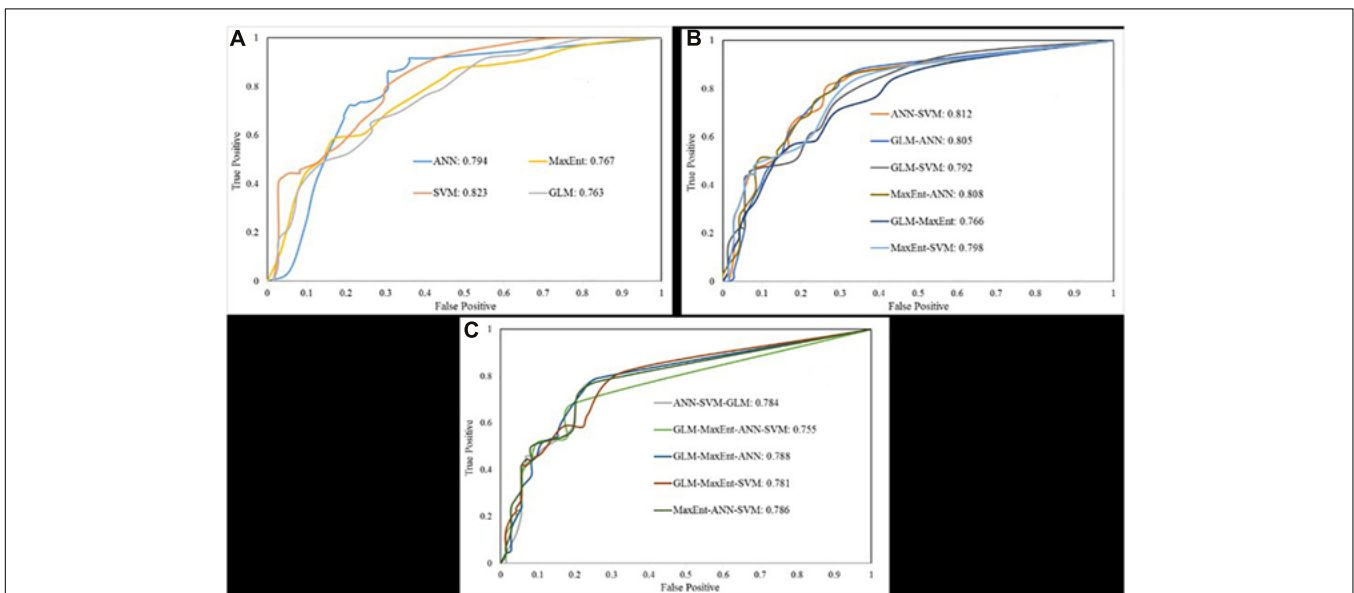 A
1
0.8
0.6
0.4
0.2
0
True Positive
ANN: 0.794
MaxEnt: 0.767
SVM: 0.823
GLM: 0.763
0 0.1 0.2 0.3 0.4 0.5 0.6 0.7 0.8 0.9 1
False Positive
B
1
0.8
0.6
0.4
0.2
0
True Positive
ANN-SVM: 0.812
GLM-ANN: 0.805
GLM-SVM: 0.792
MaxEnt-ANN: 0.808
GLM-MaxEnt: 0.766
MaxEnt-SVM: 0.798
0 0.1 0.2 0.3 0.4 0.5 0.6 0.7 0.8 0.9 1
False Positive
C
1
0.8
0.6
0.4
0.2
0
True Positive
ANN-SVM-GLM: 0.784
GLM-MaxEnt-ANN-SVM: 0.755
GLM-MaxEnt-ANN: 0.788
GLM-MaxEnt-SVM: 0.781
MaxEnt-ANN-SVM: 0.786
0 0.1 0.2 0.3 0.4 0.5 0.6 0.7 0.8 0.9 1
False Positive